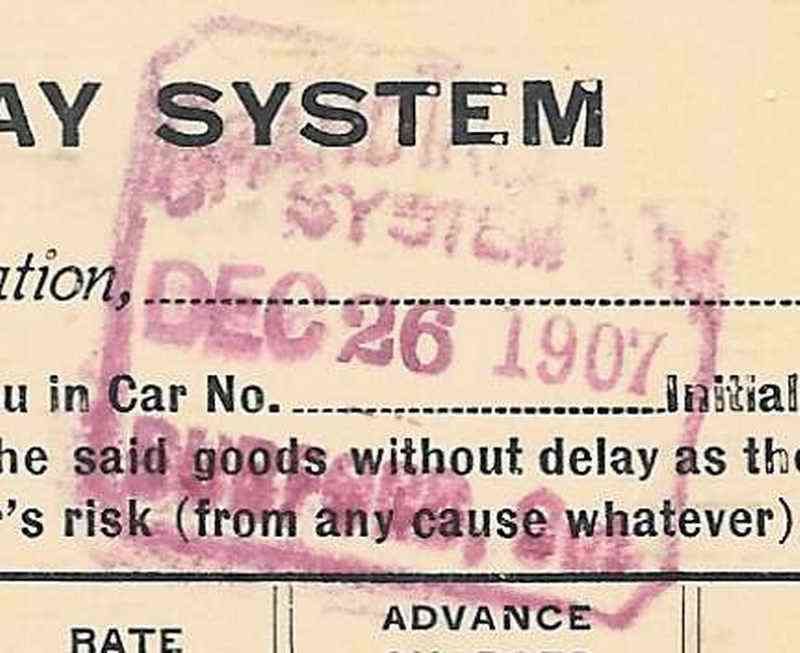 AY SYSTEM
SYSTEM
ation,
DEC 26 1907
u in Car No. Initial
he said goods without delay as the
r's risk (from any cause whatever)
RATE
ADVANCE